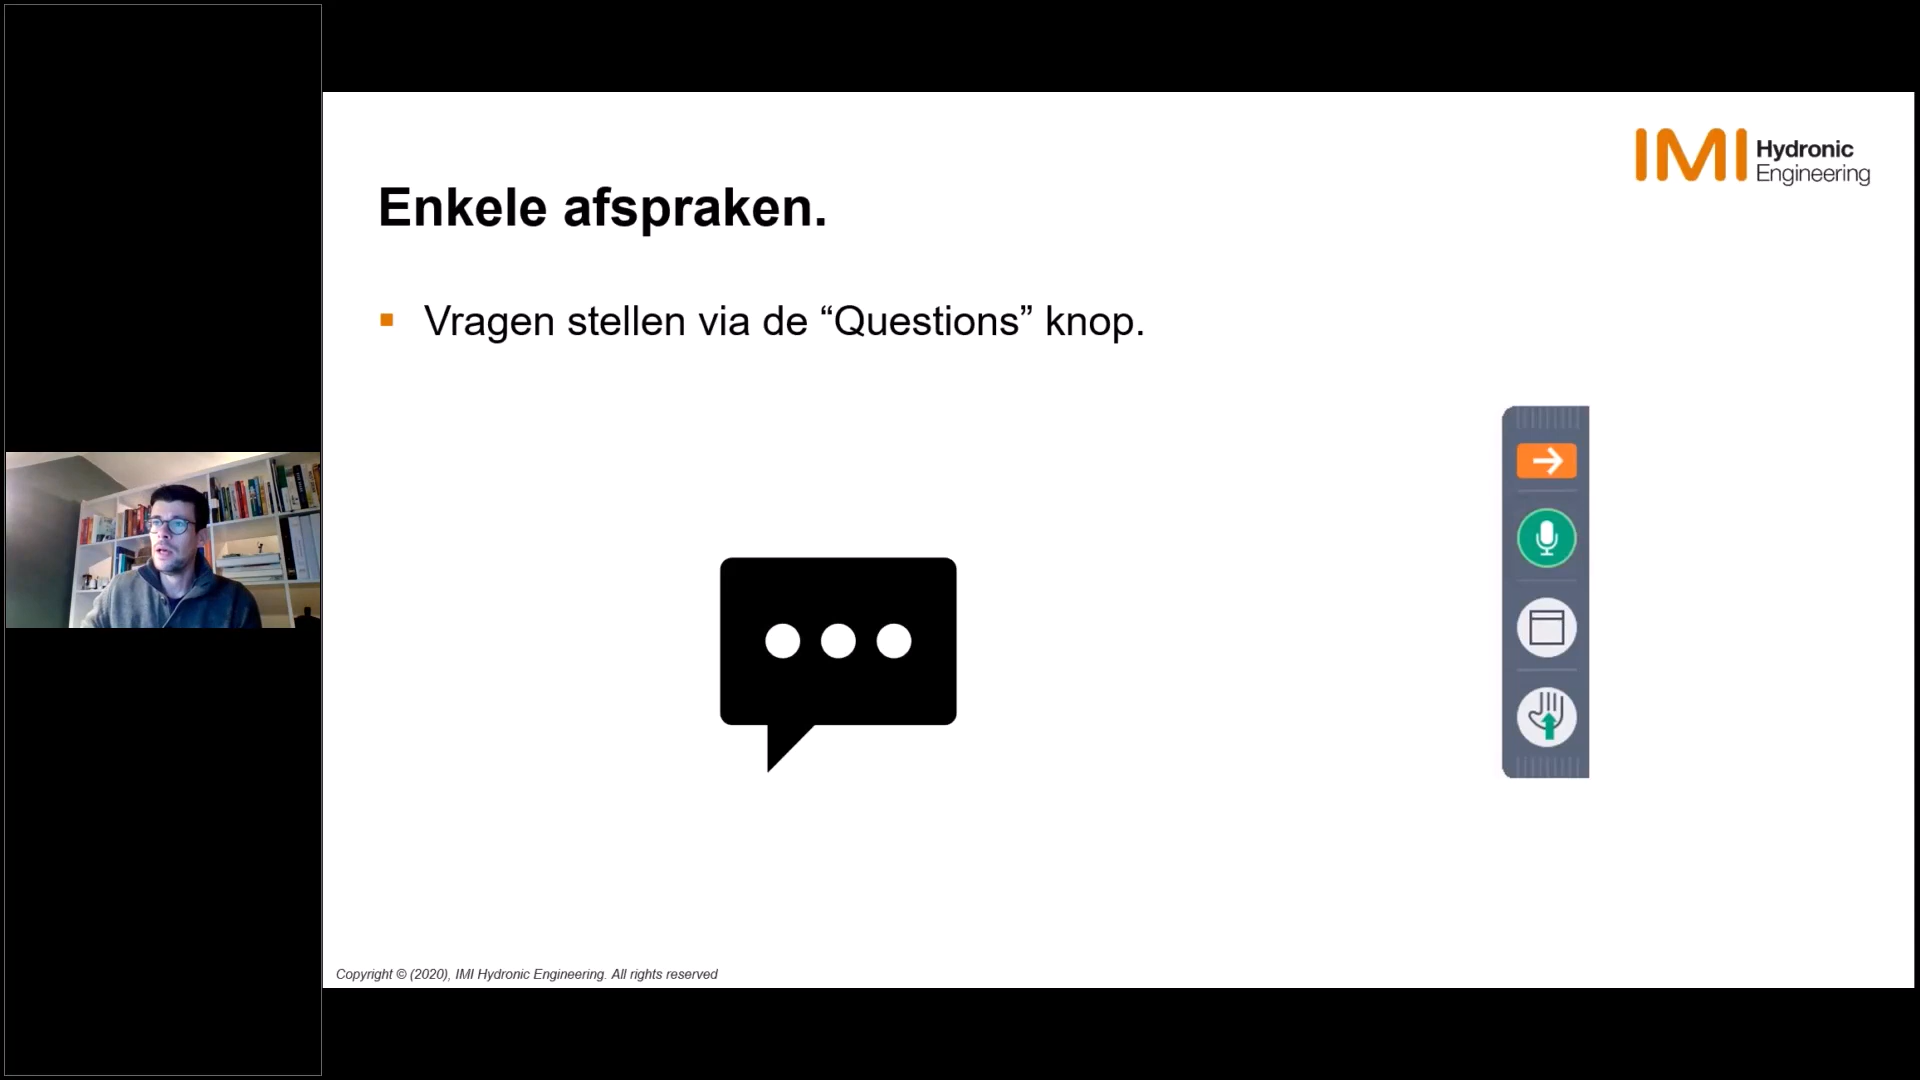 IMI Hydronic
Engineering
Enkele afspraken.
Vragen stellen via de “Questions” knop.
Copyright © (2020), IMI Hydronic Engineering. All rights reserved